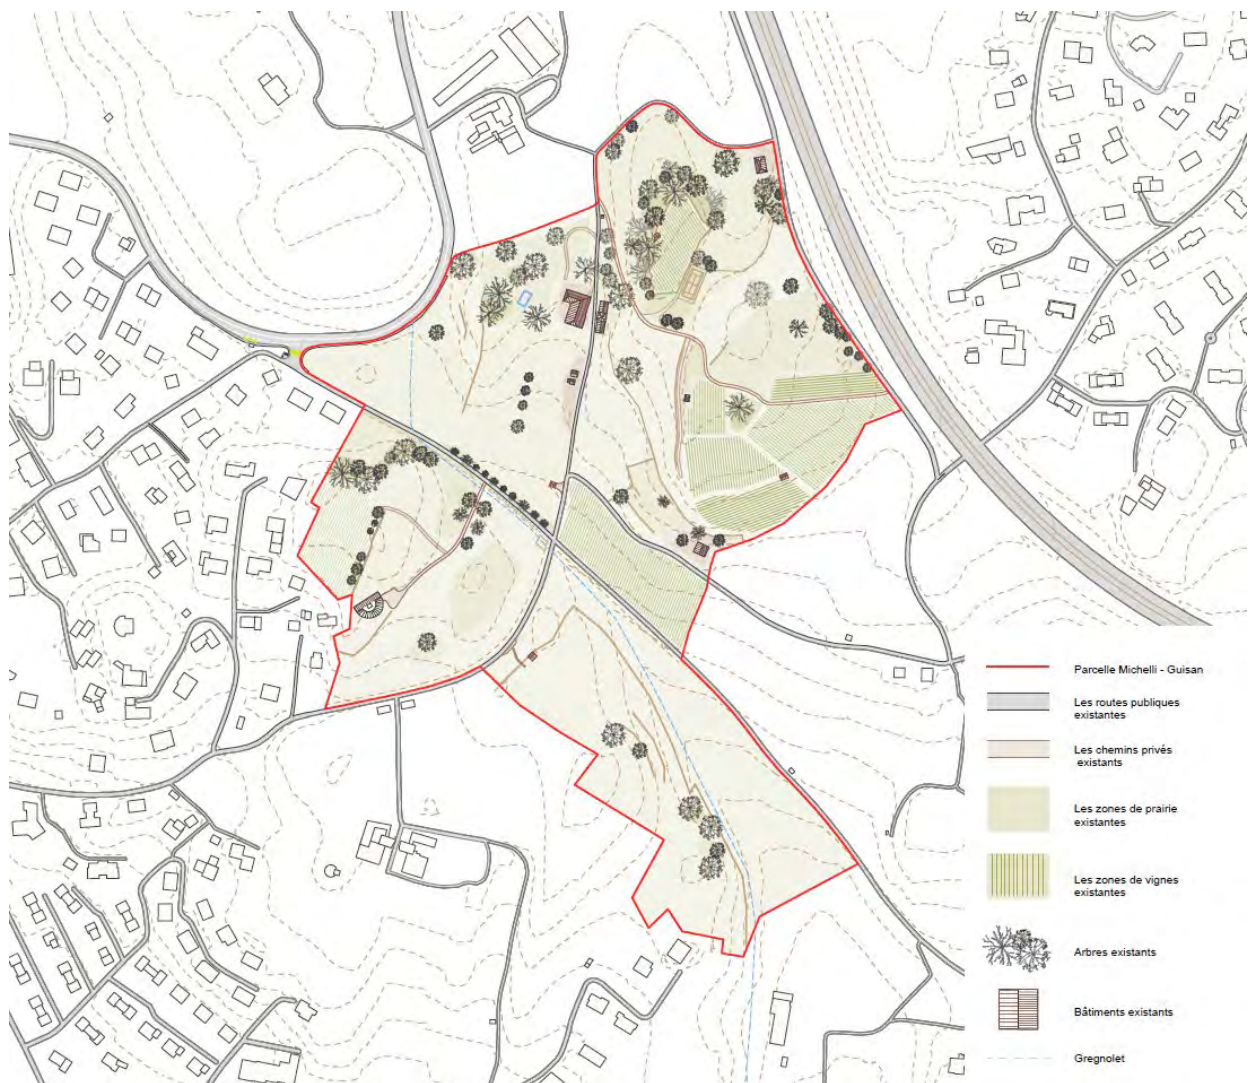 Parcelle Michelli - Guisan
Les routes publiques
existantes
Les chemins privés
existants
Les zones de prairie
existantes
Les zones de vignes
existantes
Arbres existants
Bâtiments existants
Gregnolet